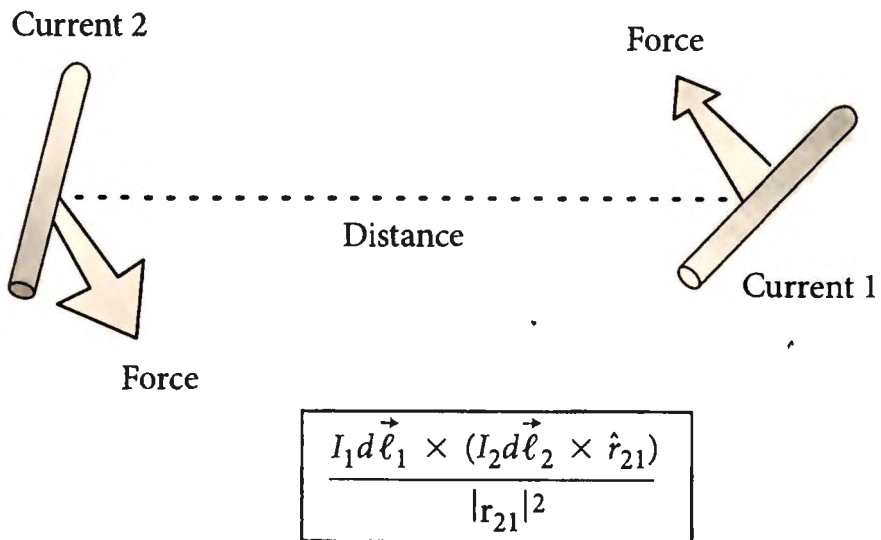 Current 2
Force
Distance
Current 1
Force
I₁dℓ⃗₁ × (I₂dℓ⃗₂ × r̂₂₁)
|r₂₁|²